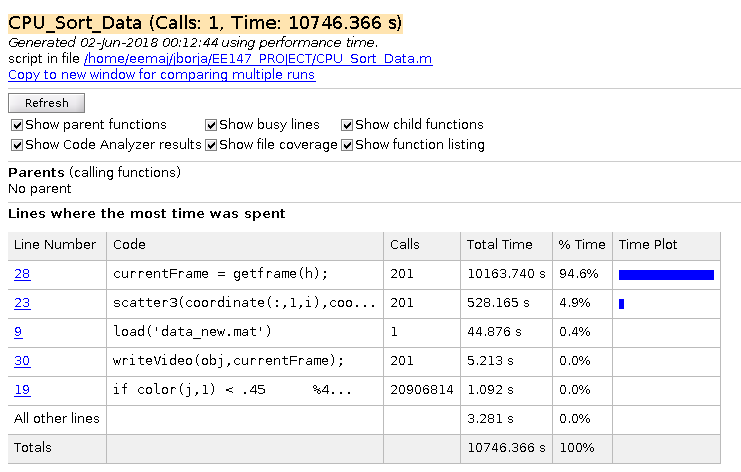 CPU_Sort_Data (Calls: 1, Time: 10746.366 s)
Generated 02-Jun-2018 00:12:44 using performance time.
script in file /home/eemaj/jborja/EE147_PROJECT/CPU_Sort_Data.m
Copy to new window for comparing multiple runs
Refresh
Show parent functions Show busy lines Show child functions
Show Code Analyzer results Show file coverage Show function listing
Parents (calling functions)
No parent
Lines where the most time was spent
Line Number Code Calls Total Time % Time Time Plot
28 currentFrame = getframe(h); 201 10163.740 s 94.6%
23 scatter3(coordinate(:,1,i),coo... 201 528.165 s 4.9%
9 load('data_new.mat') 1 44.876 s 0.4%
30 writeVideo(obj,currentFrame); 201 5.213 s 0.0%
19 if color(j,1) < .45 %4... 20906814 1.092 s 0.0%
All other lines 3.281 s 0.0%
Totals 10746.366 s 100%